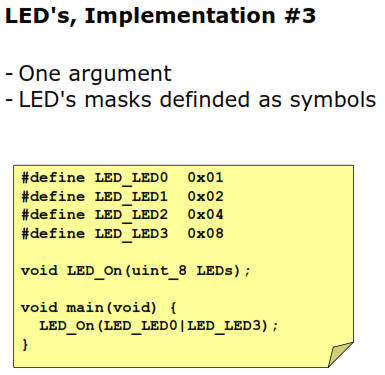 LED's, Implementation #3
- One argument
- LED's masks definded as symbols
#define LED_LED0  0x01
#define LED_LED1  0x02
#define LED_LED2  0x04
#define LED_LED3  0x08
void LED_On(uint_8 LEDs);
void main(void) {
  LED_On(LED_LED0|LED_LED3);
}